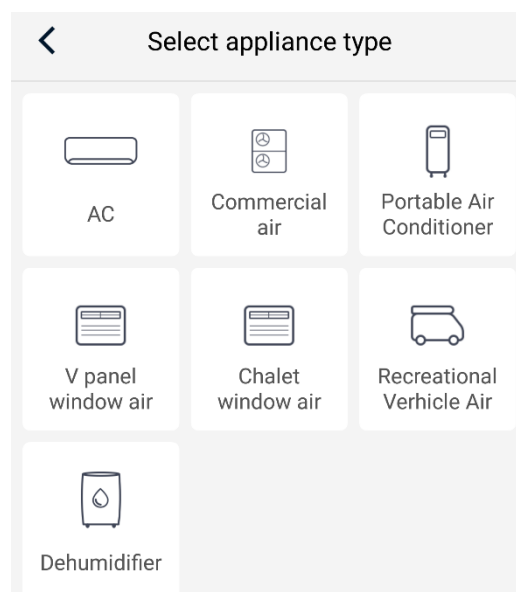 Select appliance type
AC
Commercial
air
Portable Air
Conditioner
V panel
window air
Chalet
window air
Recreational
Verhicle Air
Dehumidifier